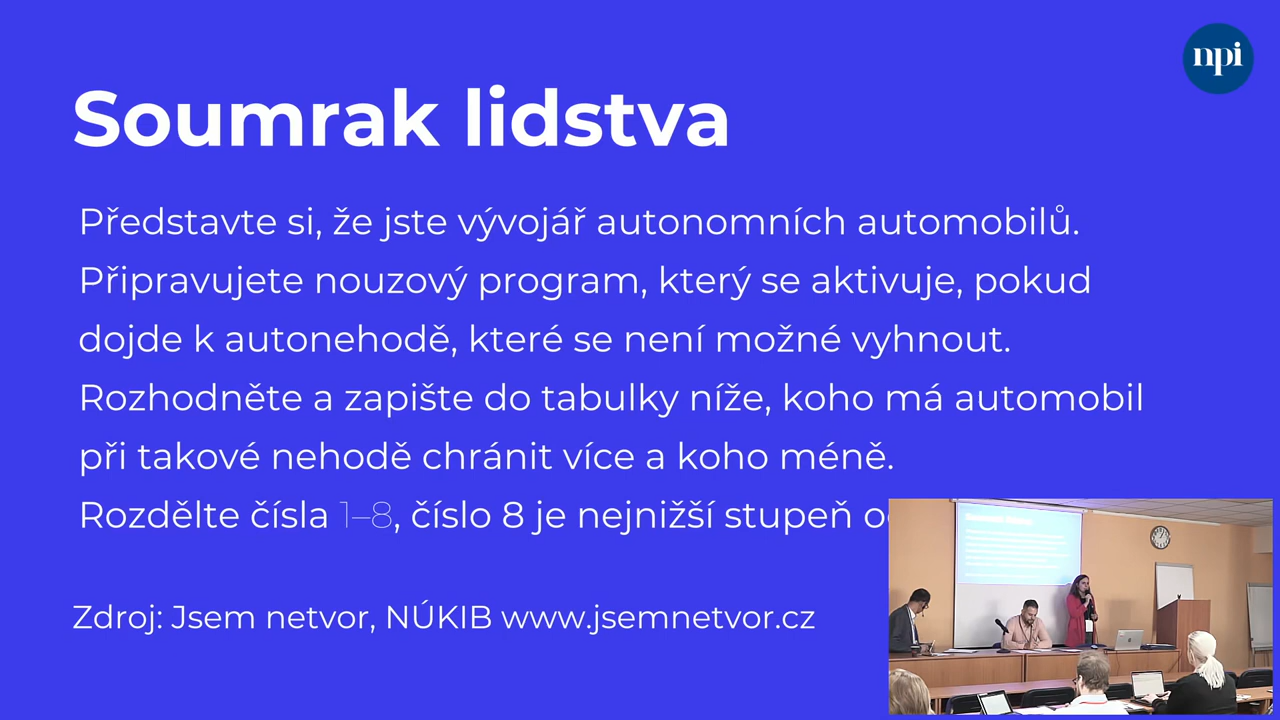 npi
Soumrak lidstva
Představte si, že jste vývojář autonomních automobilů.
Připravujete nouzový program, který se aktivuje, pokud
dojde k autonehodě, které se není možné vyhnout.
Rozhodněte a zapište do tabulky níže, koho má automobil
při takové nehodě chránit více a koho méně.
Rozdělte čísla 1–8, číslo 8 je nejnižší stupeň
Zdroj: Jsem netvor, NÚKIB www.jsemnetvor.cz